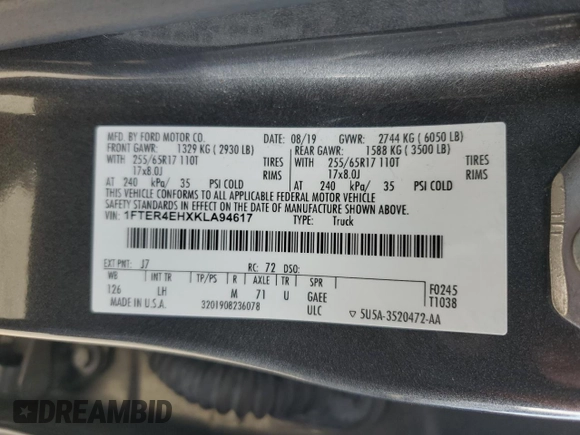 MFD. BY FORD MOTOR CO.
DATE: 08/19 GVWR: 2744 KG ( 6050 LB)
FRONT GAWR: 1329 KG ( 2930 LB) REAR GAWR: 1588 KG ( 3500 LB)
WITH 255/65R17 110T TIRES WITH 255/65R17 110T TIRES
17x8.0J 17x8.0J
AT 240 kPa/ 35 PSI COLD AT 240 kPa/ 35 PSI COLD
THIS VEHICLE CONFORMS TO ALL APPLICABLE FEDERAL MOTOR VEHICLE
SAFETY STANDARDS IN EFFECT ON THE DATE OF MANUFACTURE SHOWN ABOVE.
VIN: 1FTER4EHXKLA94617 TYPE: Truck
EXT PNT: J7 RC: 72 DSO:
WB INT TR TP/PS R AXLE TR SPR
126 LH M 71 U GAEE
ULC
F0245
T1038
MADE IN U.S.A. 3201908236078
▽ 5U5A-3520472-AA
DREAMBID